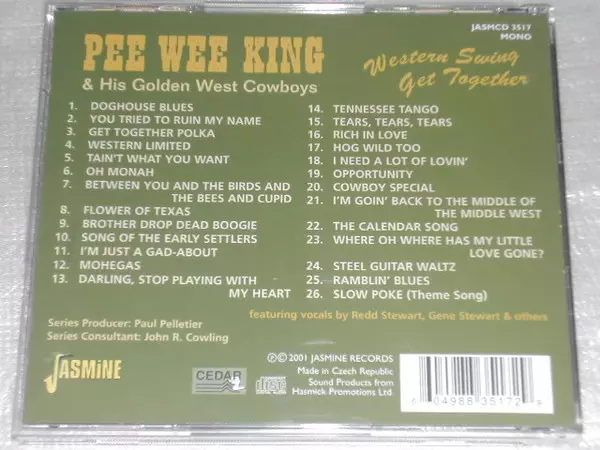 JASMCD 3517
MONO
PEE WEE KING
& His Golden West Cowboys
Western Swing
Get Together
1. DOGHOUSE BLUES
2. YOU TRIED TO RUIN MY NAME
3. GET TOGETHER POLKA
4. WESTERN LIMITED
5. TAIN'T WHAT YOU WANT
6. OH MONAH
7. BETWEEN YOU AND THE BIRDS AND
THE BEES AND CUPID
8. FLOWER OF TEXAS
9. BROTHER DROP DEAD BOOGIE
10. SONG OF THE EARLY SETTLERS
11. I'M JUST A GAD-ABOUT
12. MOHEGAS
13. DARLING, STOP PLAYING WITH
MY HEART
14. TENNESSEE TANGO
15. TEARS, TEARS, TEARS
16. RICH IN LOVE
17. HOG WILD TOO
18. I NEED A LOT OF LOVIN'
19. OPPORTUNITY
20. COWBOY SPECIAL
21. I'M GOIN' BACK TO THE MIDDLE OF
THE MIDDLE WEST
22. THE CALENDAR SONG
23. WHERE OH WHERE HAS MY LITTLE
LOVE GONE?
24. STEEL GUITAR WALTZ
25. RAMBLIN' BLUES
26. SLOW POKE (Theme Song)
featuring vocals by Redd Stewart, Gene Stewart & others
Series Producer: Paul Pelletier
Series Consultant: John R. Cowling
JASMINE
CEDAR
COMPACT
disc
DIGITAL AUDIO
℗© 2001 JASMINE RECORDS
Made in Czech Republic
Sound Products from
Hasmick Promotions Ltd.
6 04988 35172 8